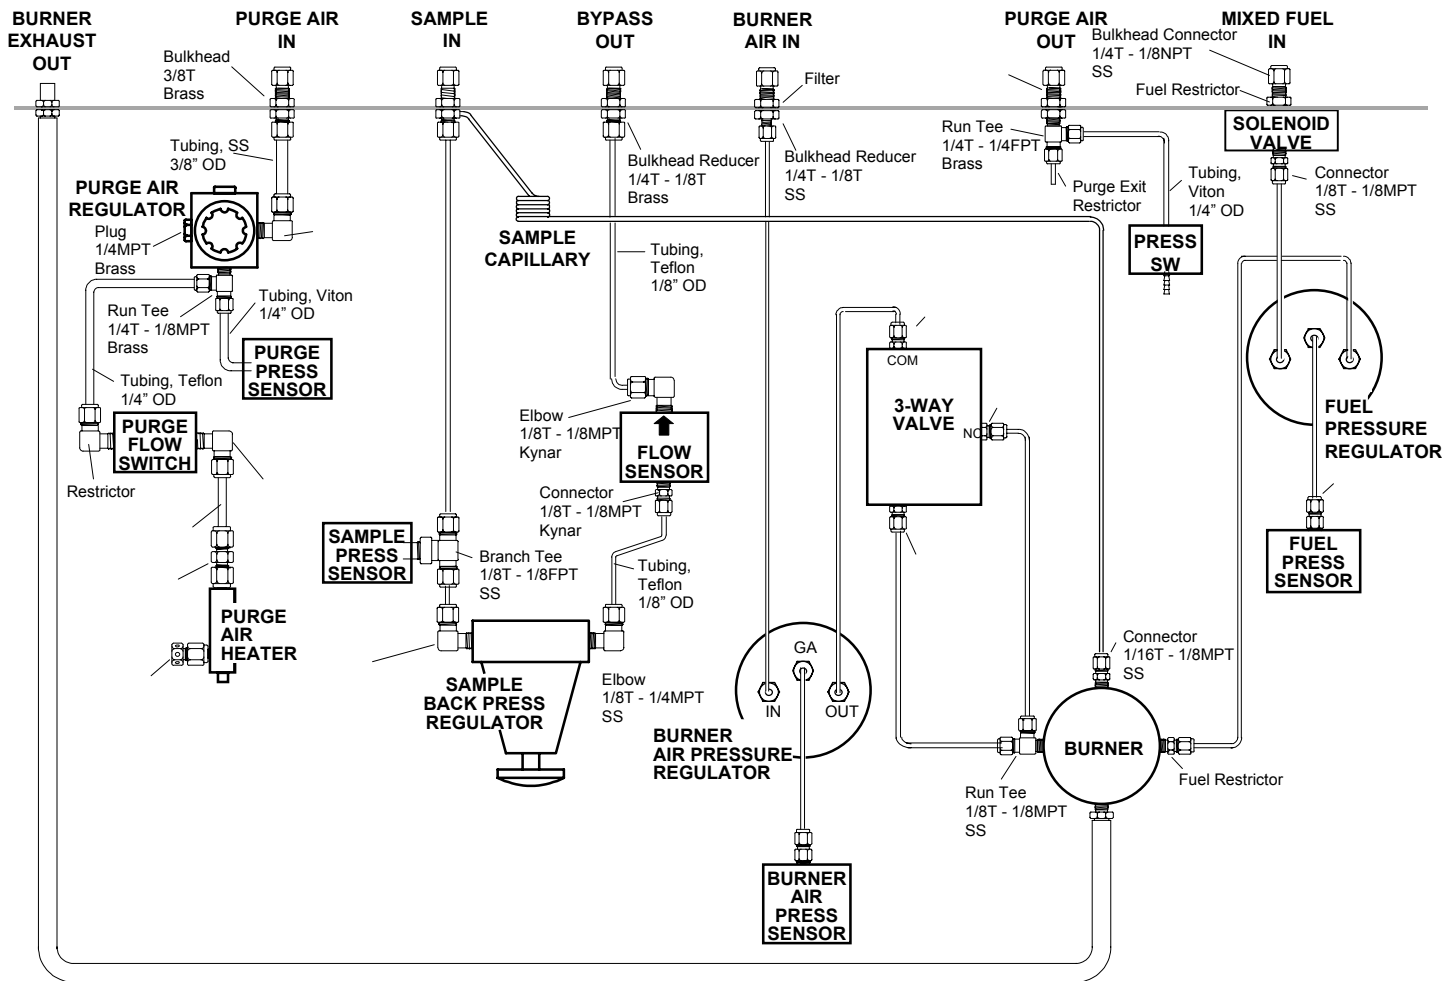 BURNER
EXHAUST
OUT
PURGE AIR
IN
SAMPLE
IN
BYPASS
OUT
BURNER
AIR IN
PURGE AIR
OUT
MIXED FUEL
IN
Bulkhead
3/8T
Brass
Filter
Bulkhead Connector
1/4T - 1/8NPT
SS
Fuel Restrictor
SOLENOID
VALVE
Tubing, SS
3/8” OD
Bulkhead Reducer
1/4T - 1/8T
Brass
Bulkhead Reducer
1/4T - 1/8T
SS
Run Tee
1/4T - 1/4FPT
Brass
Purge Exit
Restrictor
Tubing,
Viton
1/4” OD
Connector
1/8T - 1/8MPT
SS
PURGE AIR
REGULATOR
Plug
1/4MPT
Brass
SAMPLE
CAPILLARY
Tubing,
Teflon
1/8” OD
PRESS
SW
Run Tee
1/4T - 1/8MPT
Brass
Tubing, Viton
1/4” OD
PURGE
PRESS
SENSOR
Tubing, Teflon
1/4” OD
COM
3-WAY
VALVE
NC
FUEL
PRESSURE
REGULATOR
PURGE
FLOW
SWITCH
Restrictor
Elbow
1/8T - 1/8MPT
Kynar
FLOW
SENSOR
Connector
1/8T - 1/8MPT
Kynar
SAMPLE
PRESS
SENSOR
Branch Tee
1/8T - 1/8FPT
SS
Tubing,
Teflon
1/8” OD
FUEL
PRESS
SENSOR
PURGE
AIR
HEATER
SAMPLE
BACK PRESS
REGULATOR
Elbow
1/8T - 1/4MPT
SS
GA
IN
OUT
BURNER
AIR PRESSURE
REGULATOR
Connector
1/16T - 1/8MPT
SS
BURNER
Run Tee
1/8T - 1/8MPT
SS
Fuel Restrictor
BURNER
AIR
PRESS
SENSOR